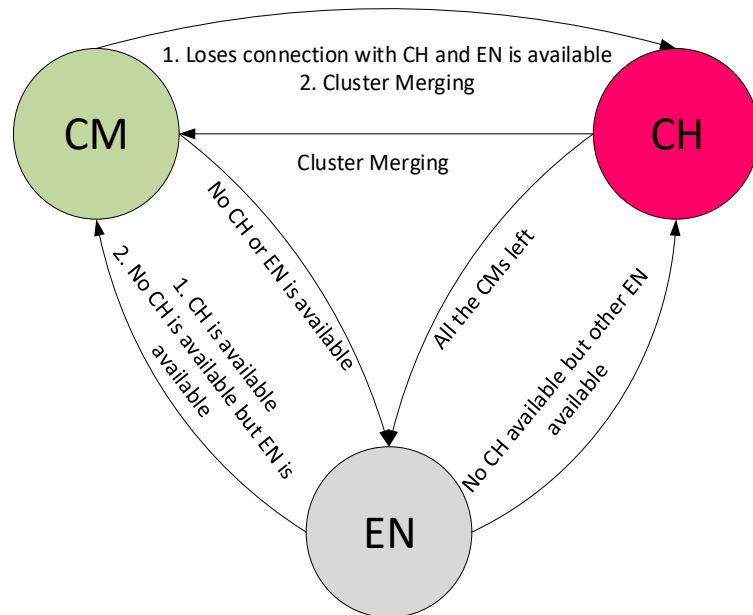 1. Loses connection with CH and EN is available
2. Cluster Merging
CM
CH
Cluster Merging
No CH or EN is available
All the CMs left
1. CH is available
2. No CH is available but EN is
available
No CH available but other EN
available
EN